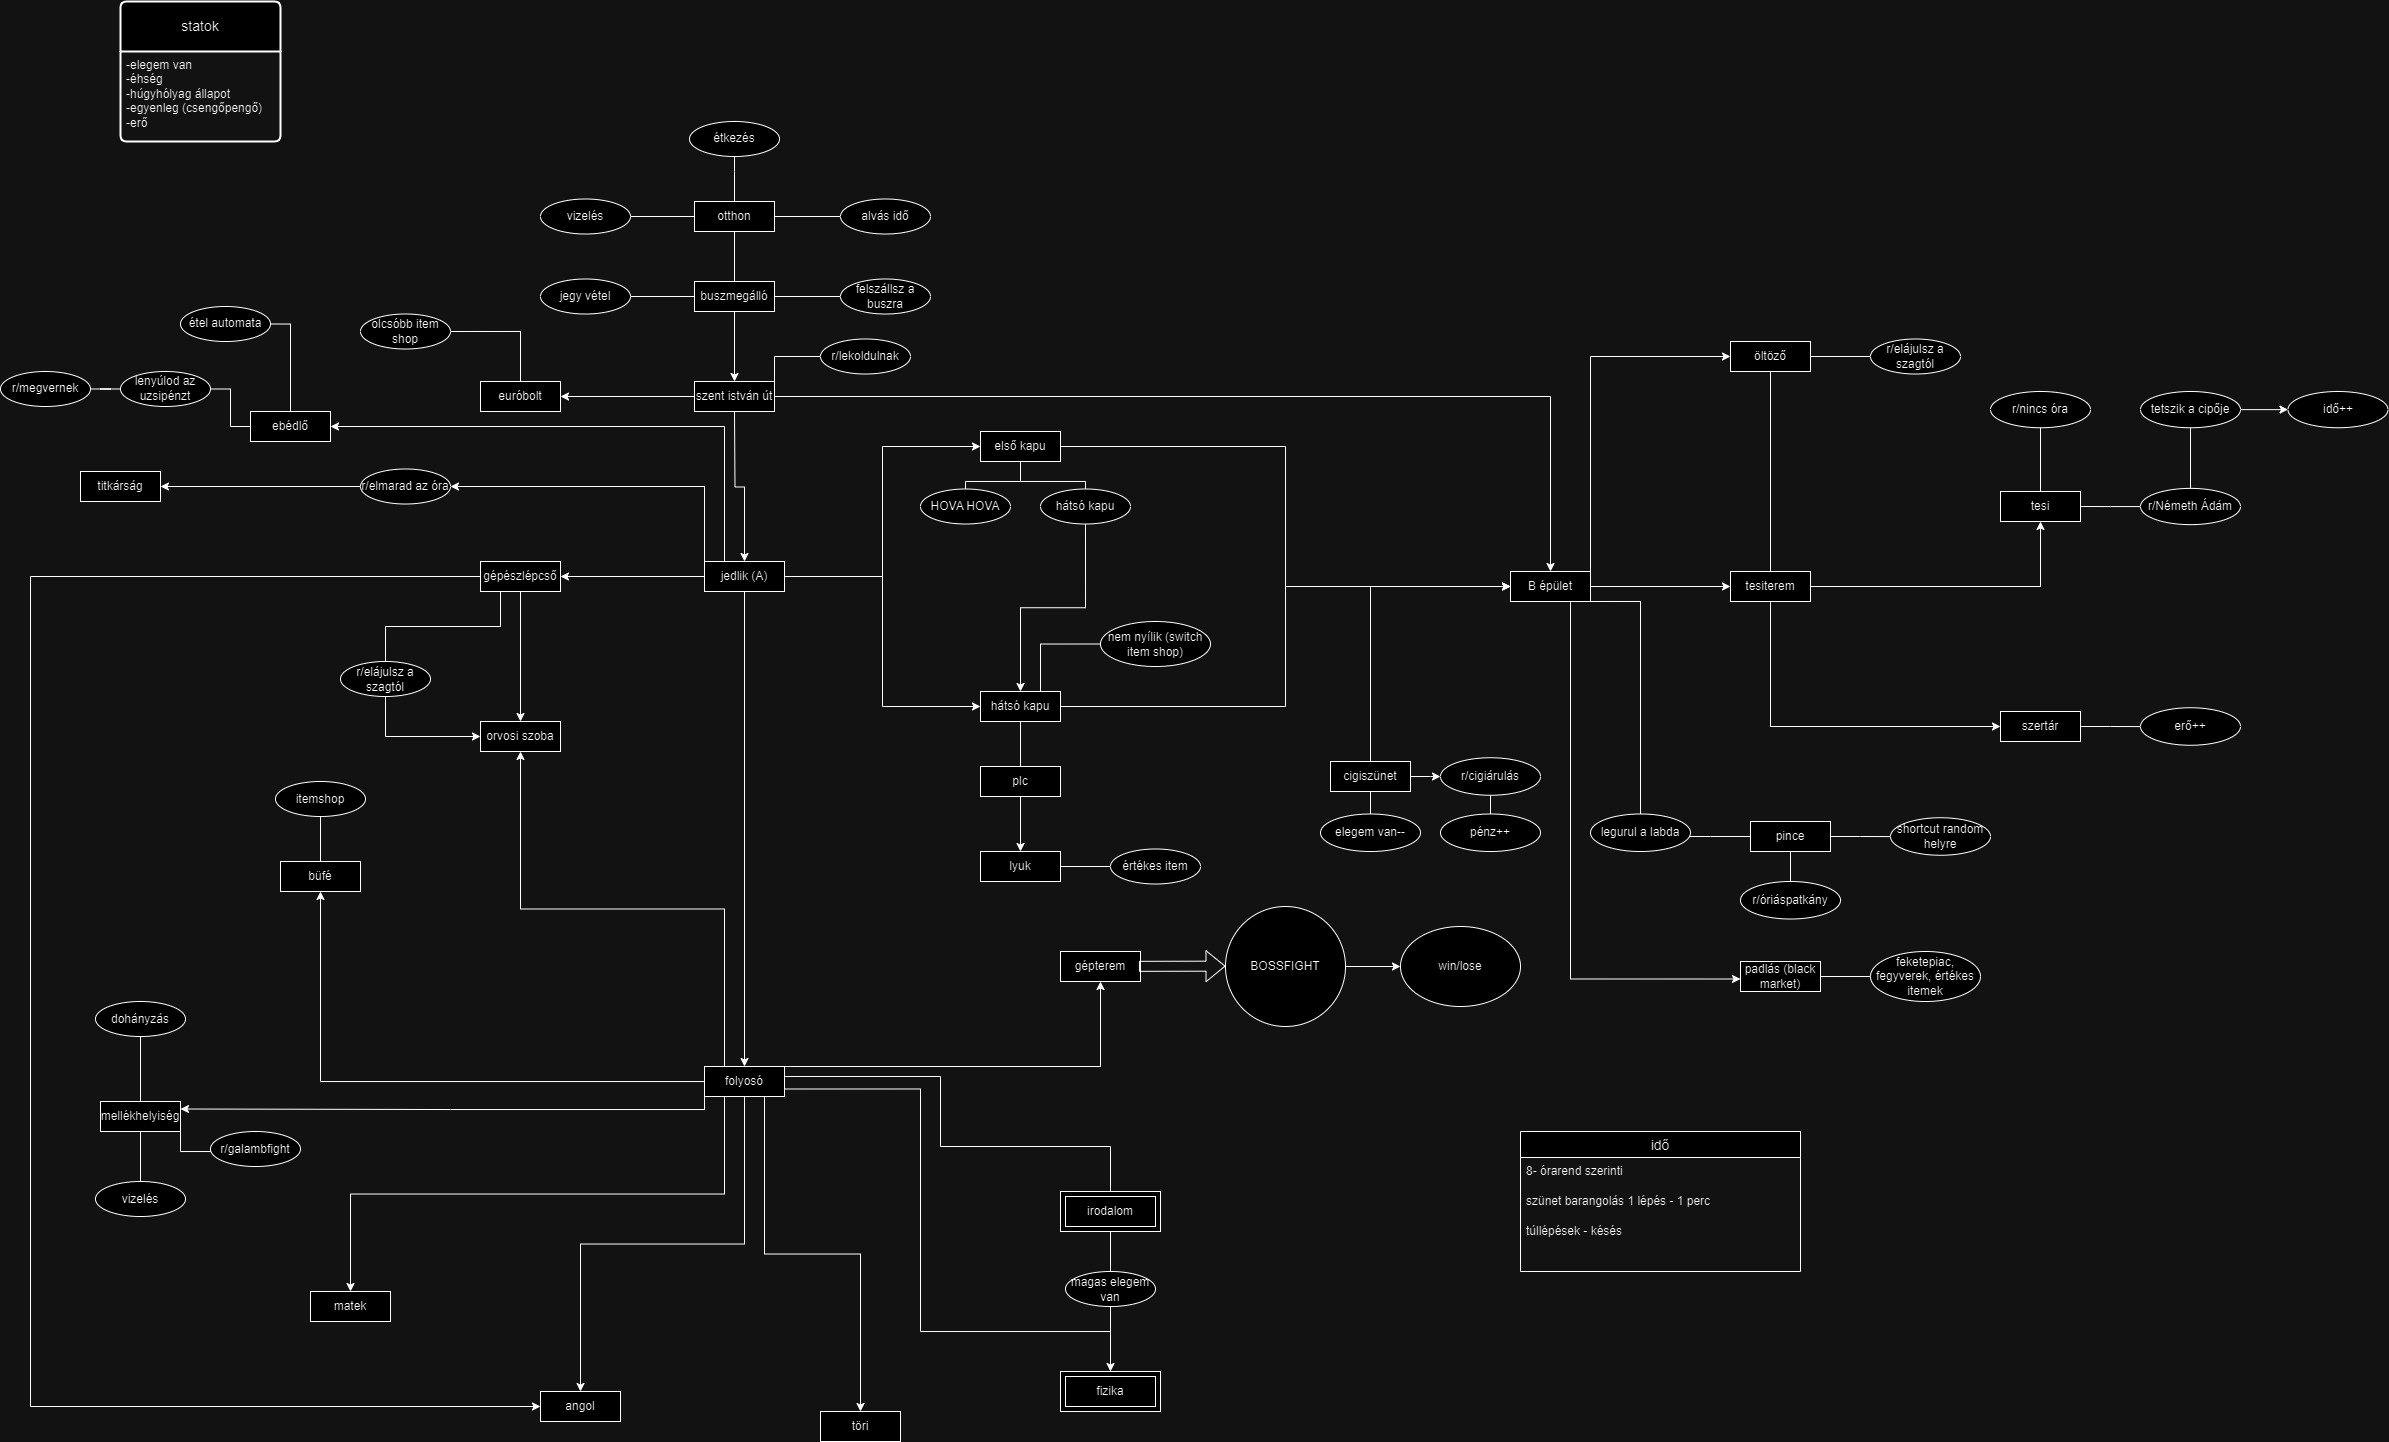 statok
-elegem van
-éhség
-húgyhólyag állapot
-egyenleg (csengőpengő)
-erő
étkezés
vizelés
otthon
alvás idő
jegy vétel
buszmegálló
felszállsz a
buszra
étel automata
olcsóbb item
shop
r/lekoldulnak
öltöző
r/elájulsz a
szagtól
r/megvernek
lenyúlod az
uzsipénzt
euróbolt
szent istván út
r/nincs óra
tetszik a cipője
idő++
ebédlő
első kapu
titkárság
r/elmarad az óra
HOVA HOVA
hátsó kapu
tesi
r/Németh Ádám
gépészlépcső
jedlik (A)
B épület
tesiterem
nem nyílik (switch
item shop)
r/elájulsz a
szagtól
hátsó kapu
orvosi szoba
szertár
erő++
plc
cigiszünet
r/cigiárulás
itemshop
elegem van--
pénz++
legurul a labda
pince
shortcut random
helyre
büfé
lyuk
értékes item
r/óriáspatkány
gépterem
BOSSFIGHT
win/lose
padlás (black
market)
feketepiac,
fegyverek, értékes
itemek
dohányzás
folyosó
mellékhelyiség
r/galambfight
vizelés
idő
8- órarend szerinti
szünet barangolás 1 lépés - 1 perc
túllépések - késés
irodalom
magas elegem
van
matek
fizika
angol
töri